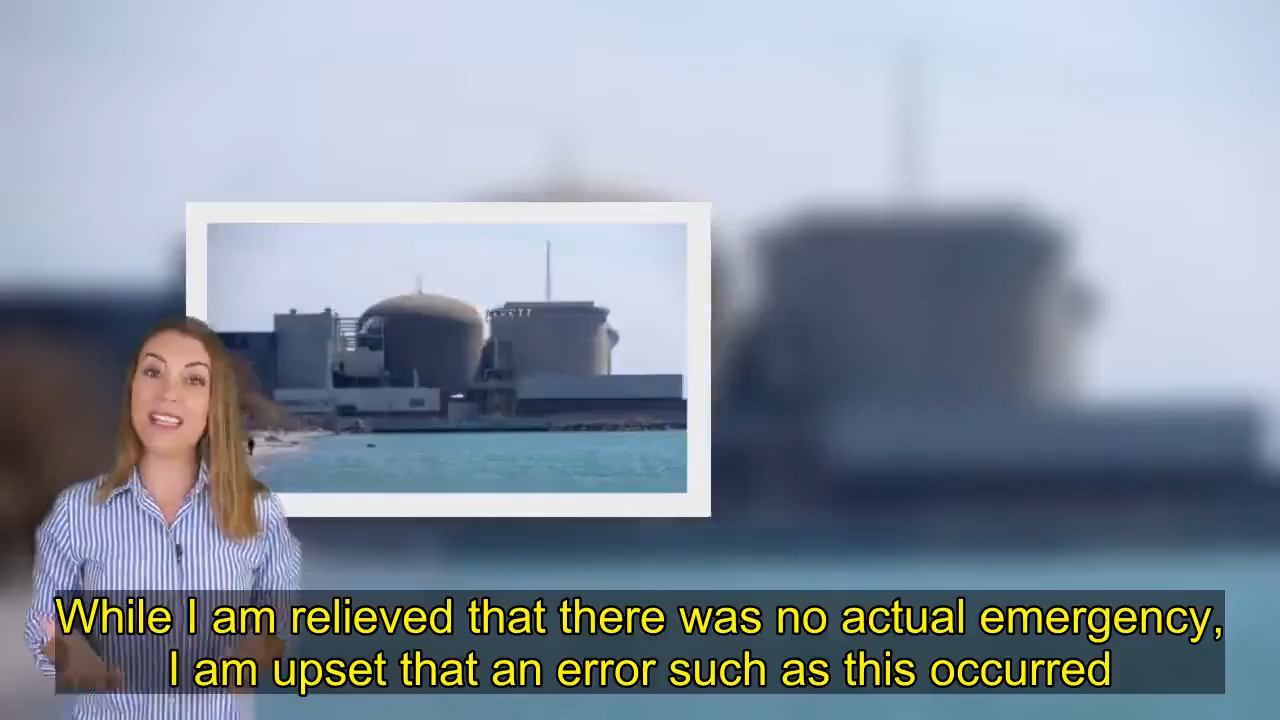 While I am relieved that there was no actual emergency,
I am upset that an error such as this occurred